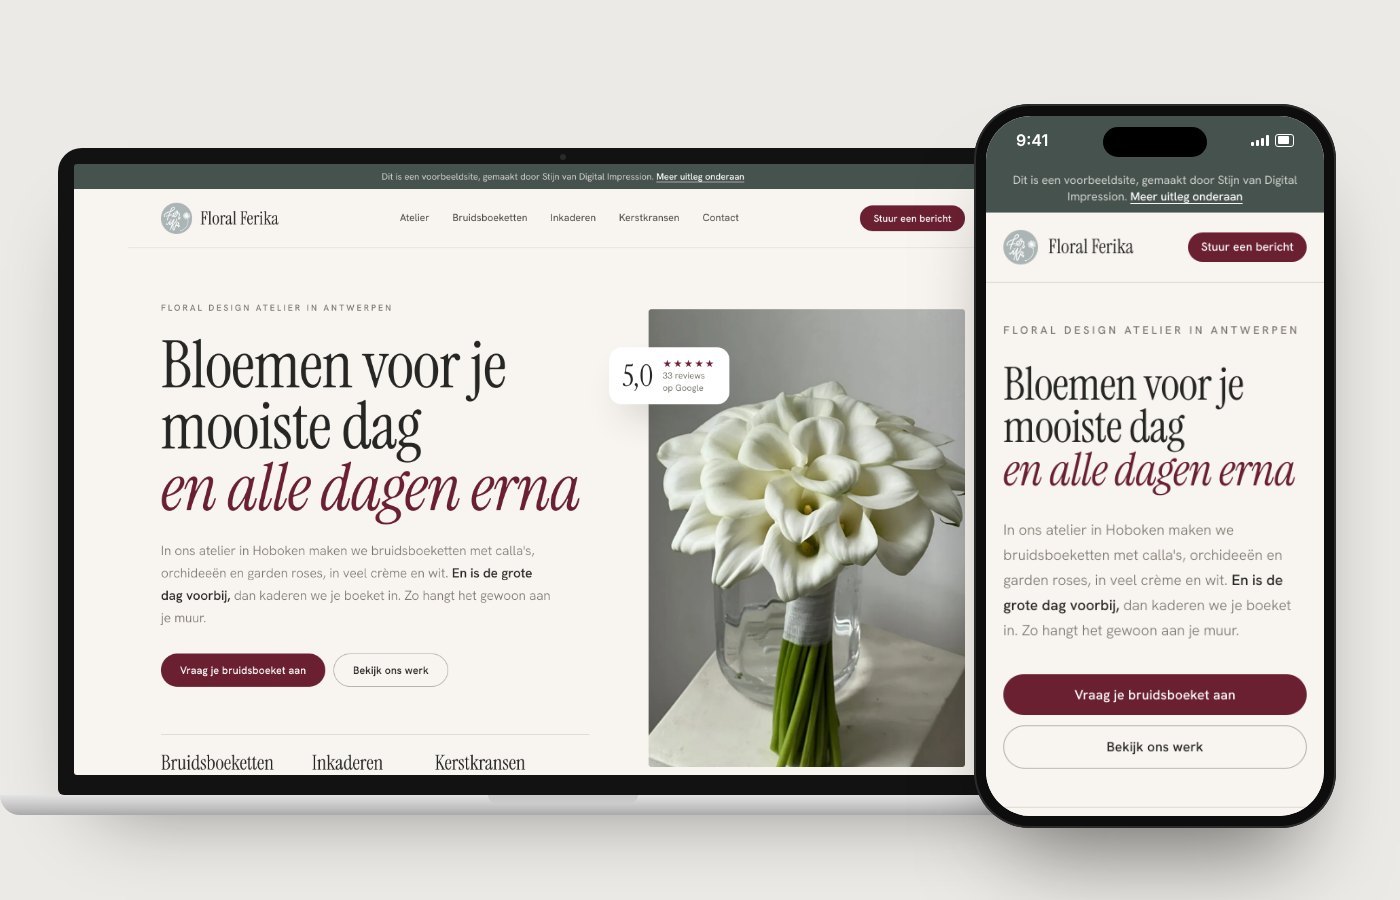 Dit is een voorbeeldsite, gemaakt door Stijn van Digital Impression. Meer uitleg onderaan
Floral Ferika
Atelier
Bruidsboeketten
Inkaderen
Kerstkransen
Contact
Stuur een bericht
FLORAL DESIGN ATELIER IN ANTWERPEN
Bloemen voor je
mooiste dag
en alle dagen erna
In ons atelier in Hoboken maken we bruidsboeketten met calla's,
orchideeën en garden roses, in veel crème en wit. En is de grote
dag voorbij, dan kaderen we je boeket in. Zo hangt het gewoon aan
je muur.
Vraag je bruidsboeket aan
Bekijk ons werk
Bruidsboeketten
Inkaderen
Kerstkransen
5,0
★★★★★
33 reviews
op Google
9:41
Dit is een voorbeeldsite, gemaakt door Stijn van Digital
Impression. Meer uitleg onderaan
Floral Ferika
Stuur een bericht
FLORAL DESIGN ATELIER IN ANTWERPEN
Bloemen voor je
mooiste dag
en alle dagen erna
In ons atelier in Hoboken maken we
bruidsboeketten met calla's, orchideeën en
garden roses, in veel crème en wit. En is de
grote dag voorbij, dan kaderen we je boeket
in. Zo hangt het gewoon aan je muur.
Vraag je bruidsboeket aan
Bekijk ons werk